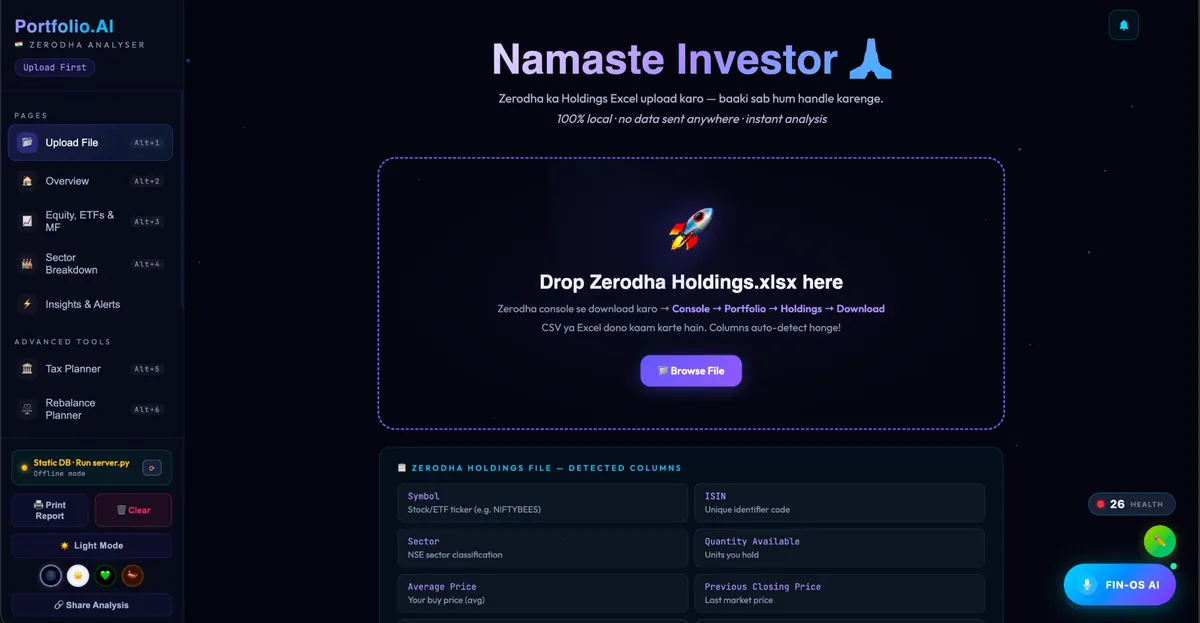 Portfolio.AI
ZERODHA ANALYSER
Upload First
PAGES
Upload File Alt+1
Overview Alt+2
Equity, ETFs &
MF Alt+3
Sector
Breakdown Alt+4
Insights & Alerts
ADVANCED TOOLS
Tax Planner Alt+5
Rebalance
Planner Alt+6
Static DB · Run server.py
Offline mode
Print
Report
Clear
Light Mode
Share Analysis
Namaste Investor
Zerodha ka Holdings Excel upload karo — baaki sab hum handle karenge.
100% local · no data sent anywhere · instant analysis
Drop Zerodha Holdings.xlsx here
Zerodha console se download karo → Console → Portfolio → Holdings → Download
CSV ya Excel dono kaam karte hain. Columns auto-detect honge!
Browse File
ZERODHA HOLDINGS FILE — DETECTED COLUMNS
Symbol
Stock/ETF ticker (e.g. NIFTYBEES)
ISIN
Unique identifier code
Sector
NSE sector classification
Quantity Available
Units you hold
Average Price
Your buy price (avg)
Previous Closing Price
Last market price
26 HEALTH
FIN-OS AI